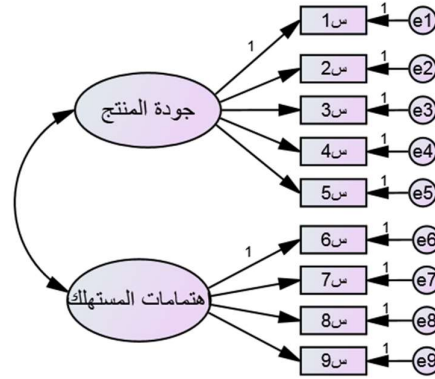 1 س1 1 e1
س2 1 e2
جودة المنتج س3 1 e3
س4 1 e4
س5 1 e5
1 س6 1 e6
س7 1 e7
هتمامات المستهلك س8 1 e8
س9 1 e9